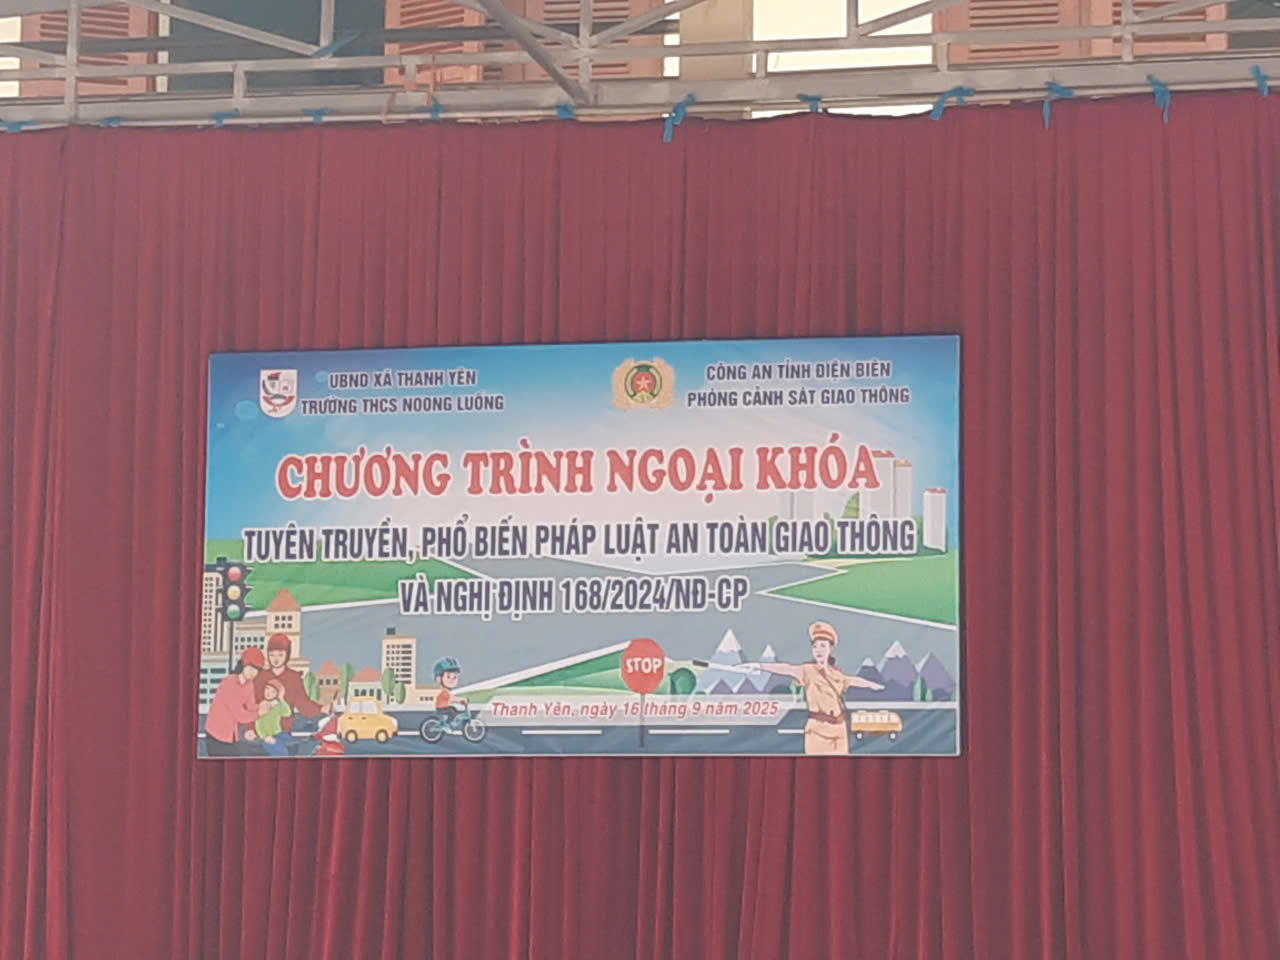 UBND XÃ THANH YÊN
TRƯỜNG THCS NOONG LUỐNG
CÔNG AN TỈNH ĐIỆN BIÊN
PHÒNG CẢNH SÁT GIAO THÔNG
CHƯƠNG TRÌNH NGOẠI KHÓA
TUYÊN TRUYỀN, PHỔ BIẾN PHÁP LUẬT AN TOÀN GIAO THÔNG
VÀ NGHỊ ĐỊNH 168/2024/NĐ-CP
STOP
Thanh Yên, ngày 16 tháng 9 năm 2025